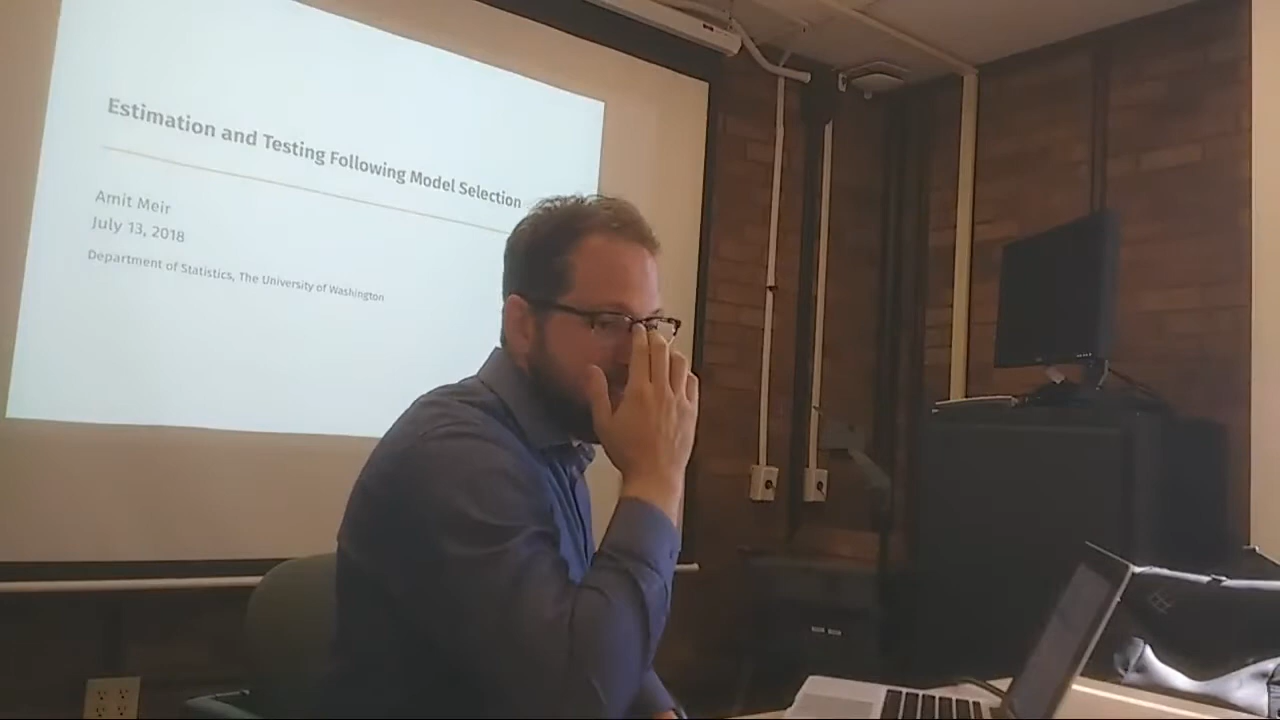 Estimation and Testing Following Model Selection
Amit Meir
July 13, 2018
Department of Statistics, The University of Washington